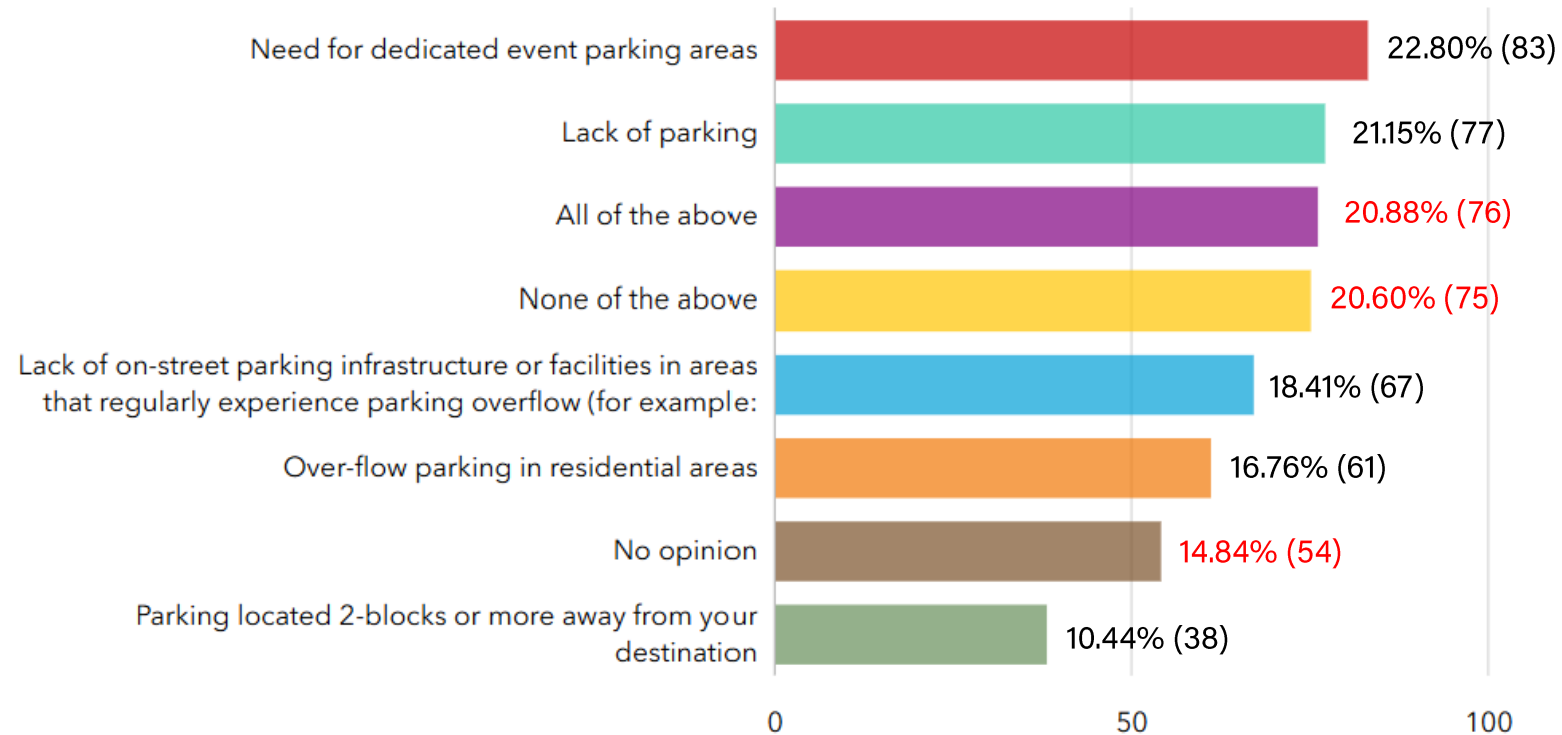 Need for dedicated event parking areas 22.80% (83)
Lack of parking 21.15% (77)
All of the above 20.88% (76)
None of the above 20.60% (75)
Lack of on-street parking infrastructure or facilities in areas
that regularly experience parking overflow (for example: 18.41% (67)
Over-flow parking in residential areas 16.76% (61)
No opinion 14.84% (54)
Parking located 2-blocks or more away from your
destination 10.44% (38)
0 50 100